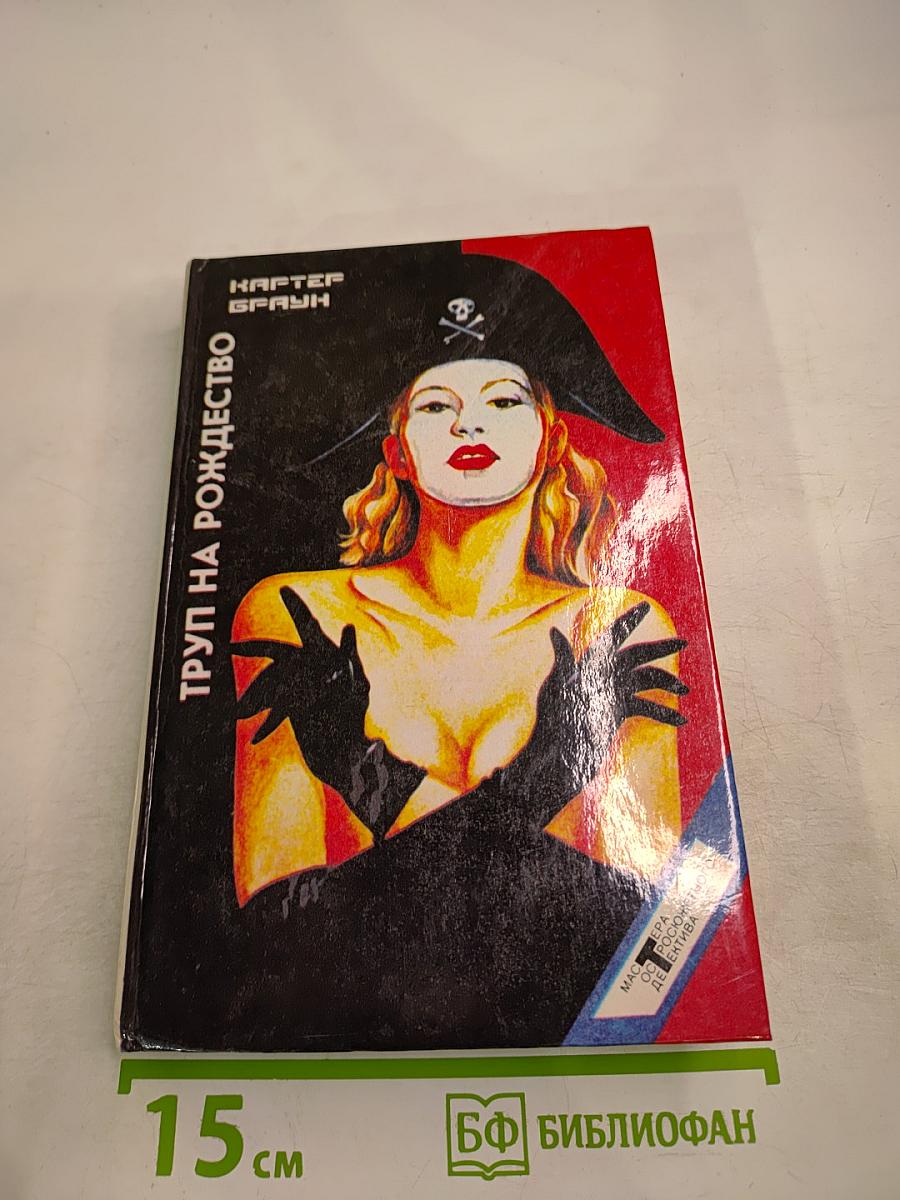 КАРТЕР
БРАУН
ТРУП НА РОЖДЕСТВО
МАСТЕРА
ОСТРОСЮЖЕТНОГО
ДЕТЕКТИВА
15 см
БФ БИБЛИОФАН